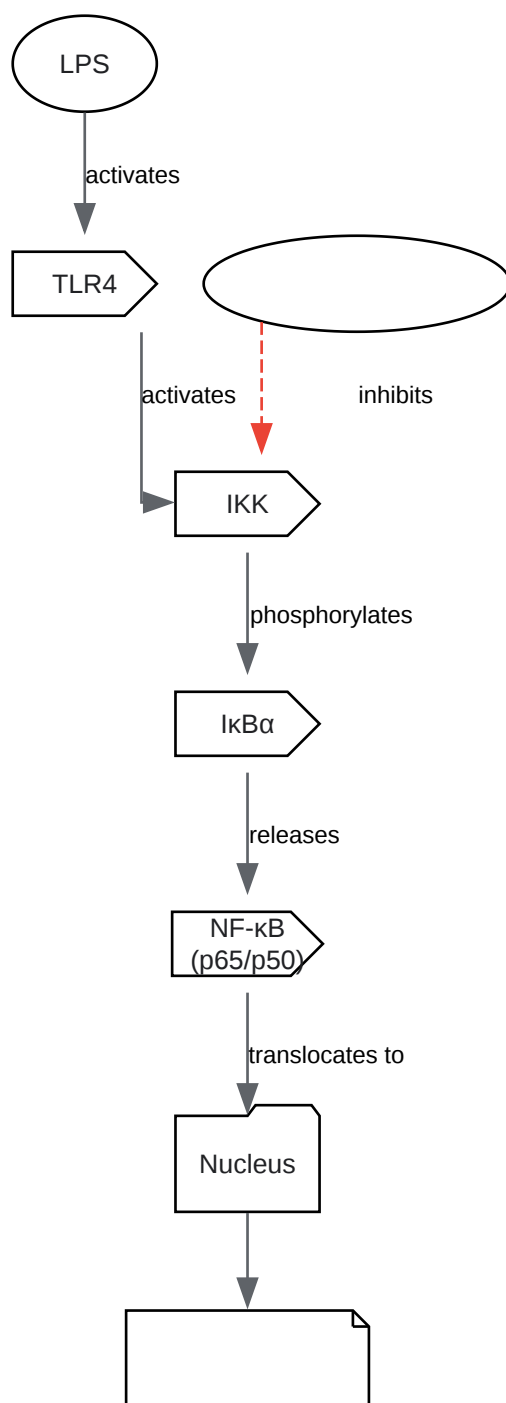 LPS
activates
TLR4
activates
inhibits
IKK
phosphorylates
IκBα
releases
NF-κB
(p65/p50)
translocates to
Nucleus